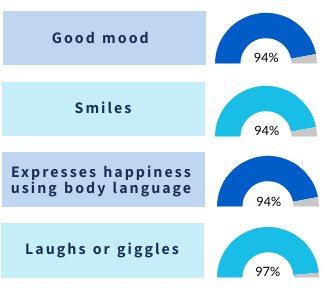 Good mood
94%
Smiles
94%
Expresses happiness
using body language
94%
Laughs or giggles
97%